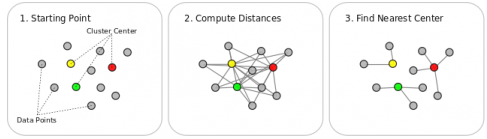 1. Starting Point
Cluster Center
Data Points
2. Compute Distances
3. Find Nearest Center